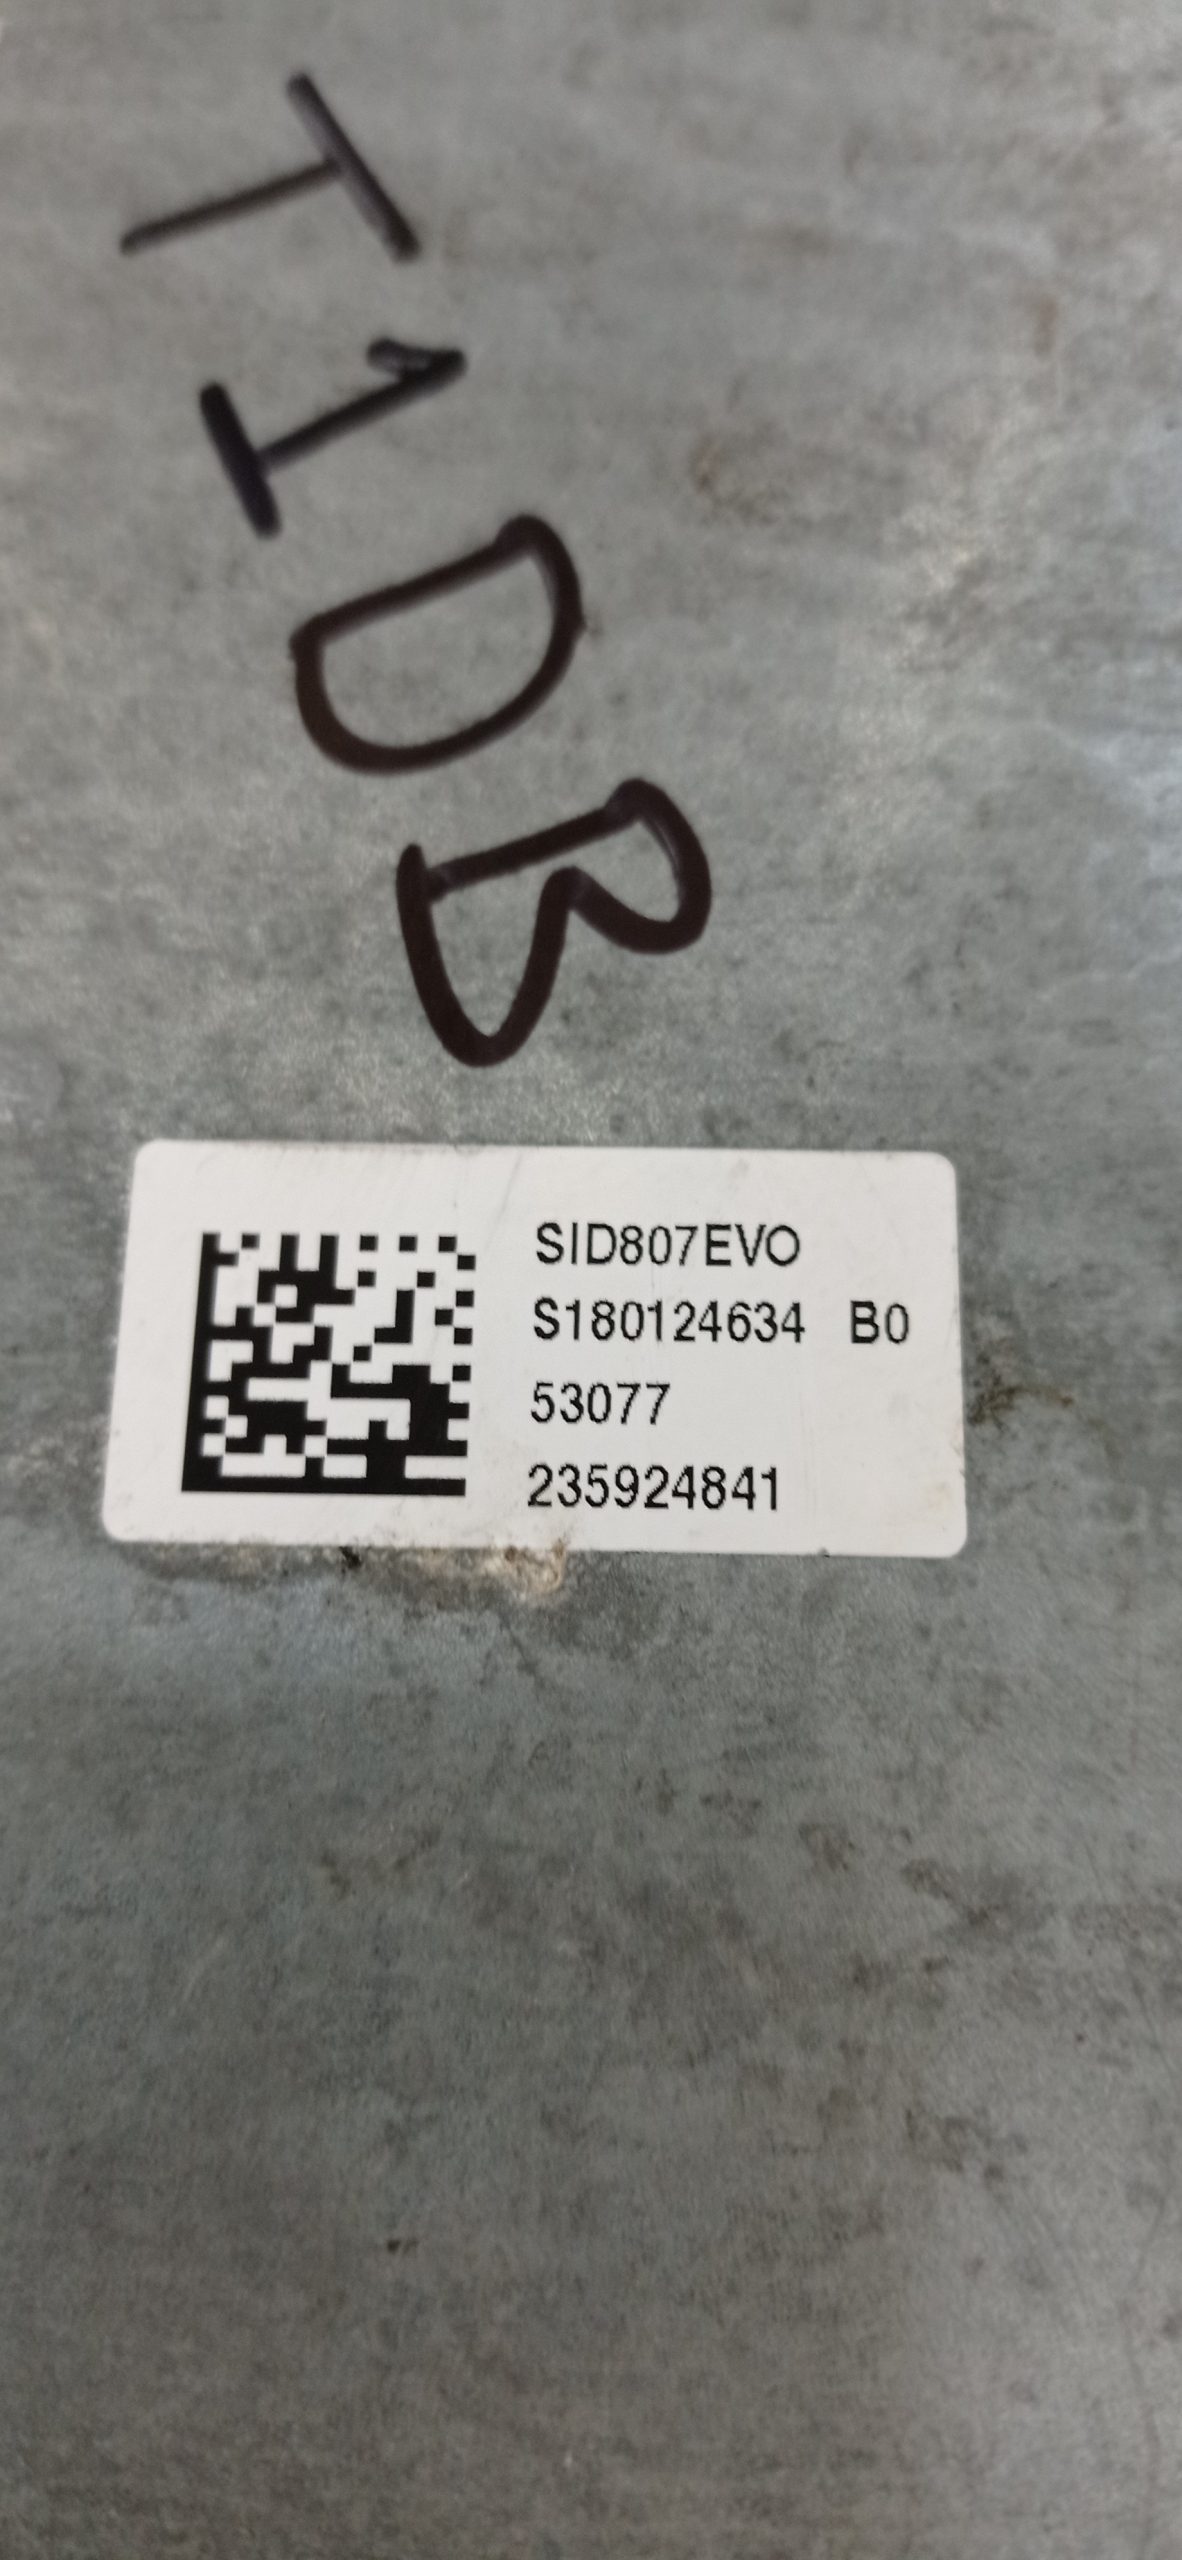 T1DB
SID807EVO
S180124634 B0
53077
235924841